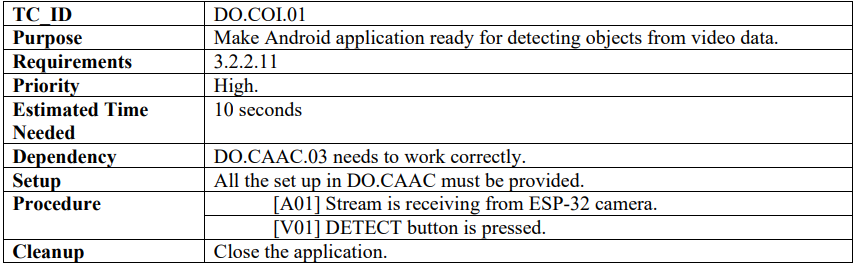 TC_ID DO.COI.01
Purpose Make Android application ready for detecting objects from video data.
Requirements 3.2.2.11
Priority High.
Estimated Time 10 seconds
Needed
Dependency DO.CAAC.03 needs to work correctly.
Setup All the set up in DO.CAAC must be provided.
Procedure [A01] Stream is receiving from ESP-32 camera.
[V01] DETECT button is pressed.
Cleanup Close the application.